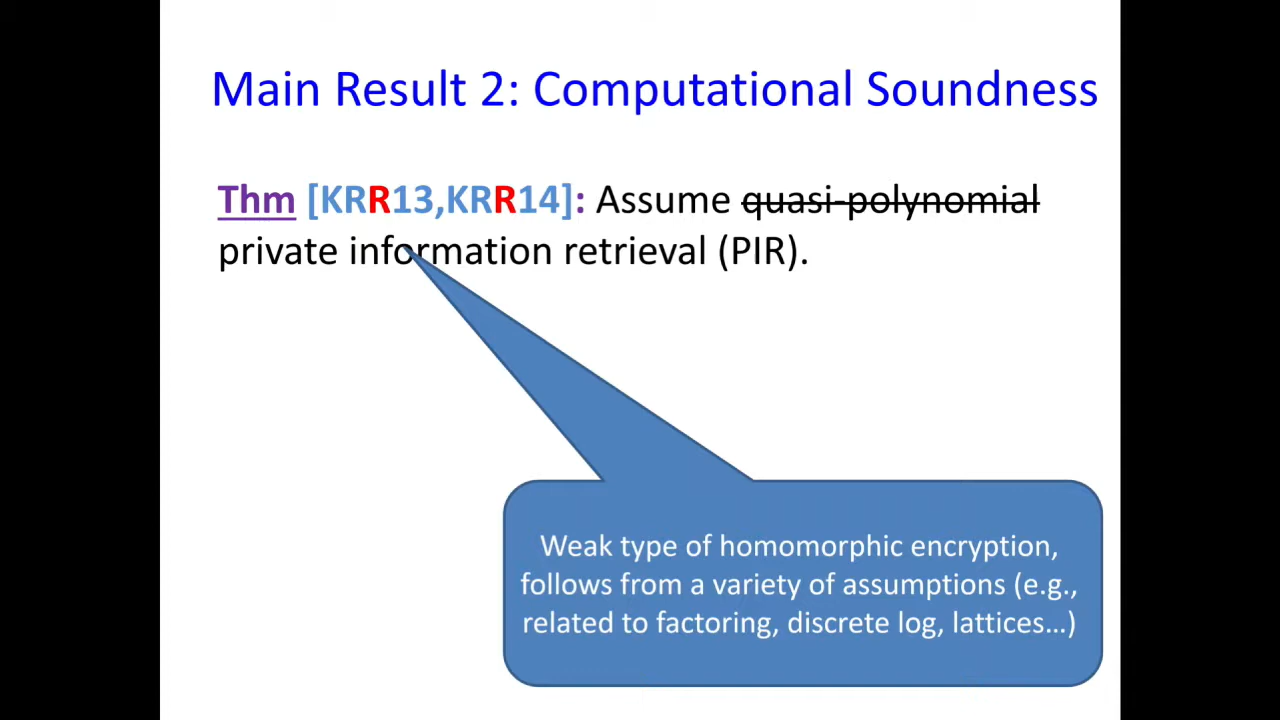 Main Result 2: Computational Soundness
Thm [KRR13,KRR14]: Assume quasi-polynomial
private information retrieval (PIR).
Weak type of homomorphic encryption,
follows from a variety of assumptions (e.g.,
related to factoring, discrete log, lattices…)